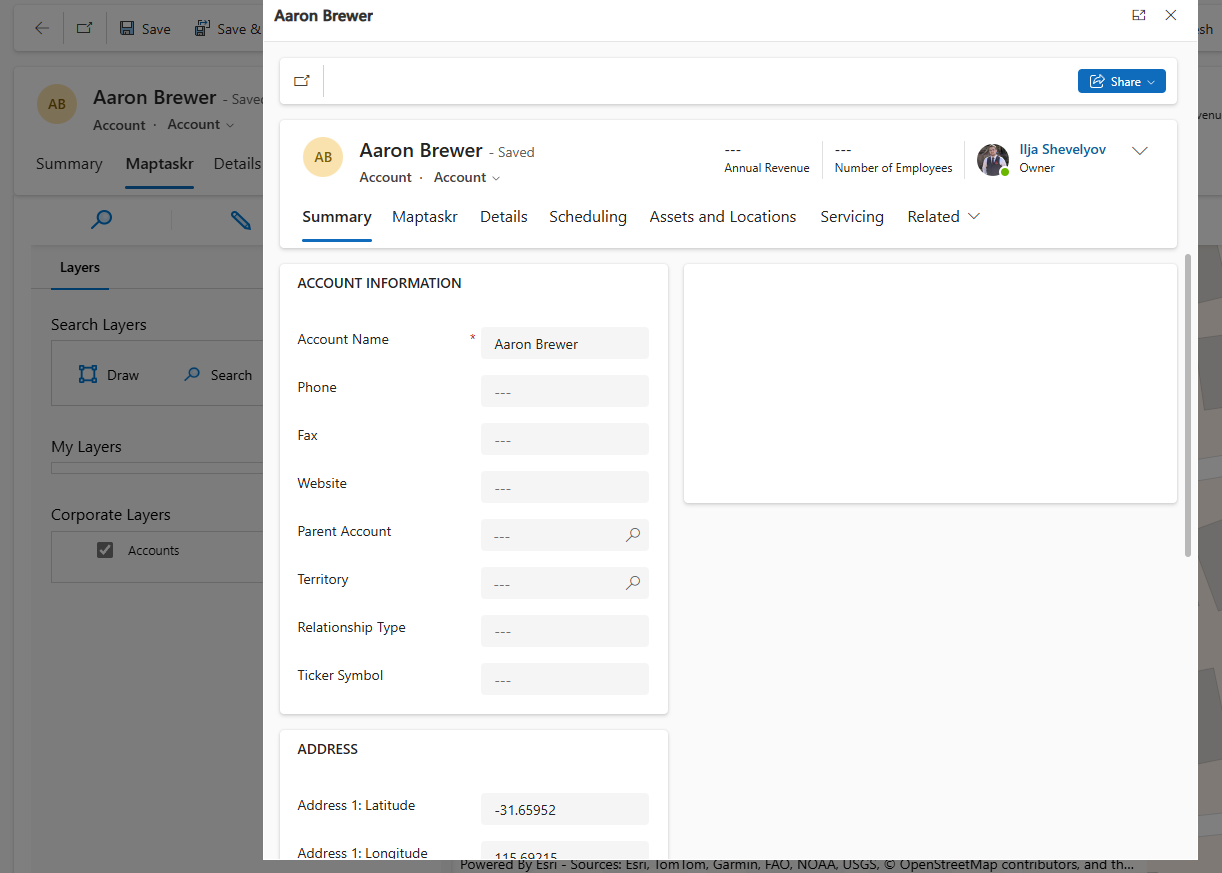 Aaron Brewer
Save
Save &
sh
Share
AB
Aaron Brewer - Saved
Account · Account
Summary Maptaskr Details
venu
AB
Aaron Brewer - Saved
Account · Account
---
Annual Revenue
---
Number of Employees
Ilja Shevelyov
Owner
Summary Maptaskr Details Scheduling Assets and Locations Servicing Related
Layers
Search Layers
Draw Search
My Layers
Corporate Layers
Accounts
ACCOUNT INFORMATION
Account Name * Aaron Brewer
Phone ---
Fax ---
Website ---
Parent Account ---
Territory ---
Relationship Type ---
Ticker Symbol ---
ADDRESS
Address 1: Latitude -31.65952
Address 1: Longitude 115.69215
Powered By Esri - Sources: Esri, TomTom, Garmin, FAO, NOAA, USGS, © OpenStreetMap contributors, and th...